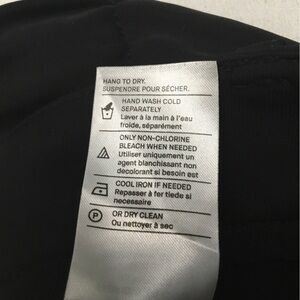 HANG TO DRY.
SUSPENDRE POUR SÉCHER.
HAND WASH COLD
SEPARATELY
Laver à la main à l'eau
froide, séparément
ONLY NON-CHLORINE
BLEACH WHEN NEEDED
Utiliser uniquement un
agent blanchissant non
decolorant si besoin est
COOL IRON IF NEEDED
Repasser à fer tiede si
necessaire
P OR DRY CLEAN
Ou nettoyer à sec